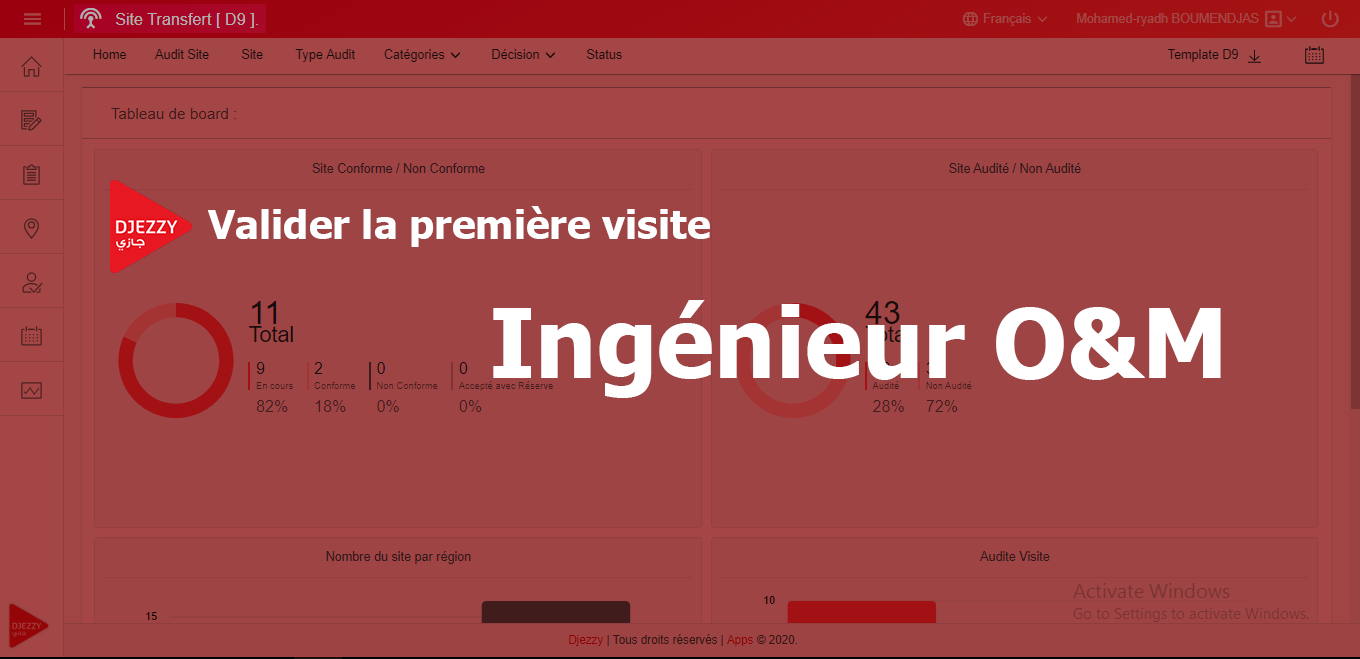 Site Transfert [ D9 ].
Français
Mohamed-ryadh BOUMENDJAS
Home
Audit Site
Site
Type Audit
Catégories
Décision
Status
Template D9
Tableau de board :
Site Conforme / Non Conforme
Site Audité / Non Audité
DJEZZY
جازي
Valider la première visite
Ingénieur O&M
11
Total
9
En cours
82%
2
Conforme
18%
0
Non Conforme
0%
0
Accepté avec Réserve
0%
43
Audité
28%
Non Audité
72%
Nombre du site par région
15
Audite Visite
10
Activate Windows
Go to Settings to activate Windows.
DJEZZY
جازي
Djezzy | Tous droits réservés | Apps © 2020.